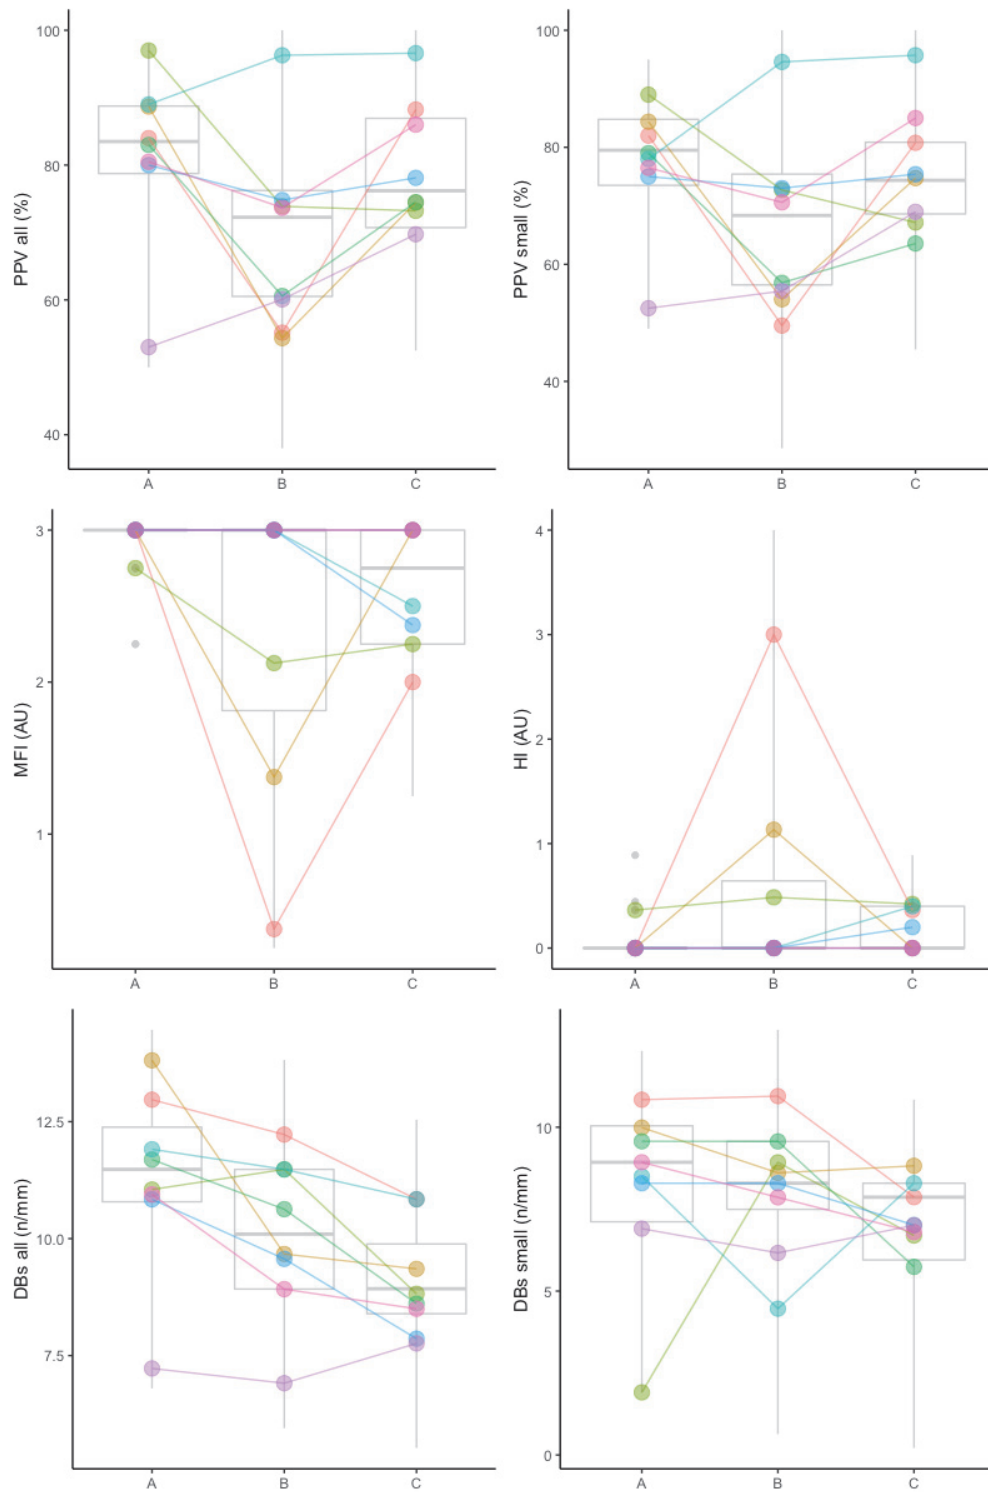 PPV all (%)
100
80
60
40
A B C
PPV small (%)
100
80
60
40
A B C
MFI (AU)
3
2
1
A B C
HI (AU)
4
3
2
1
0
A B C
DBs all (n/mm)
12.5
10.0
7.5
A B C
DBs small (n/mm)
10
5
0
A B C